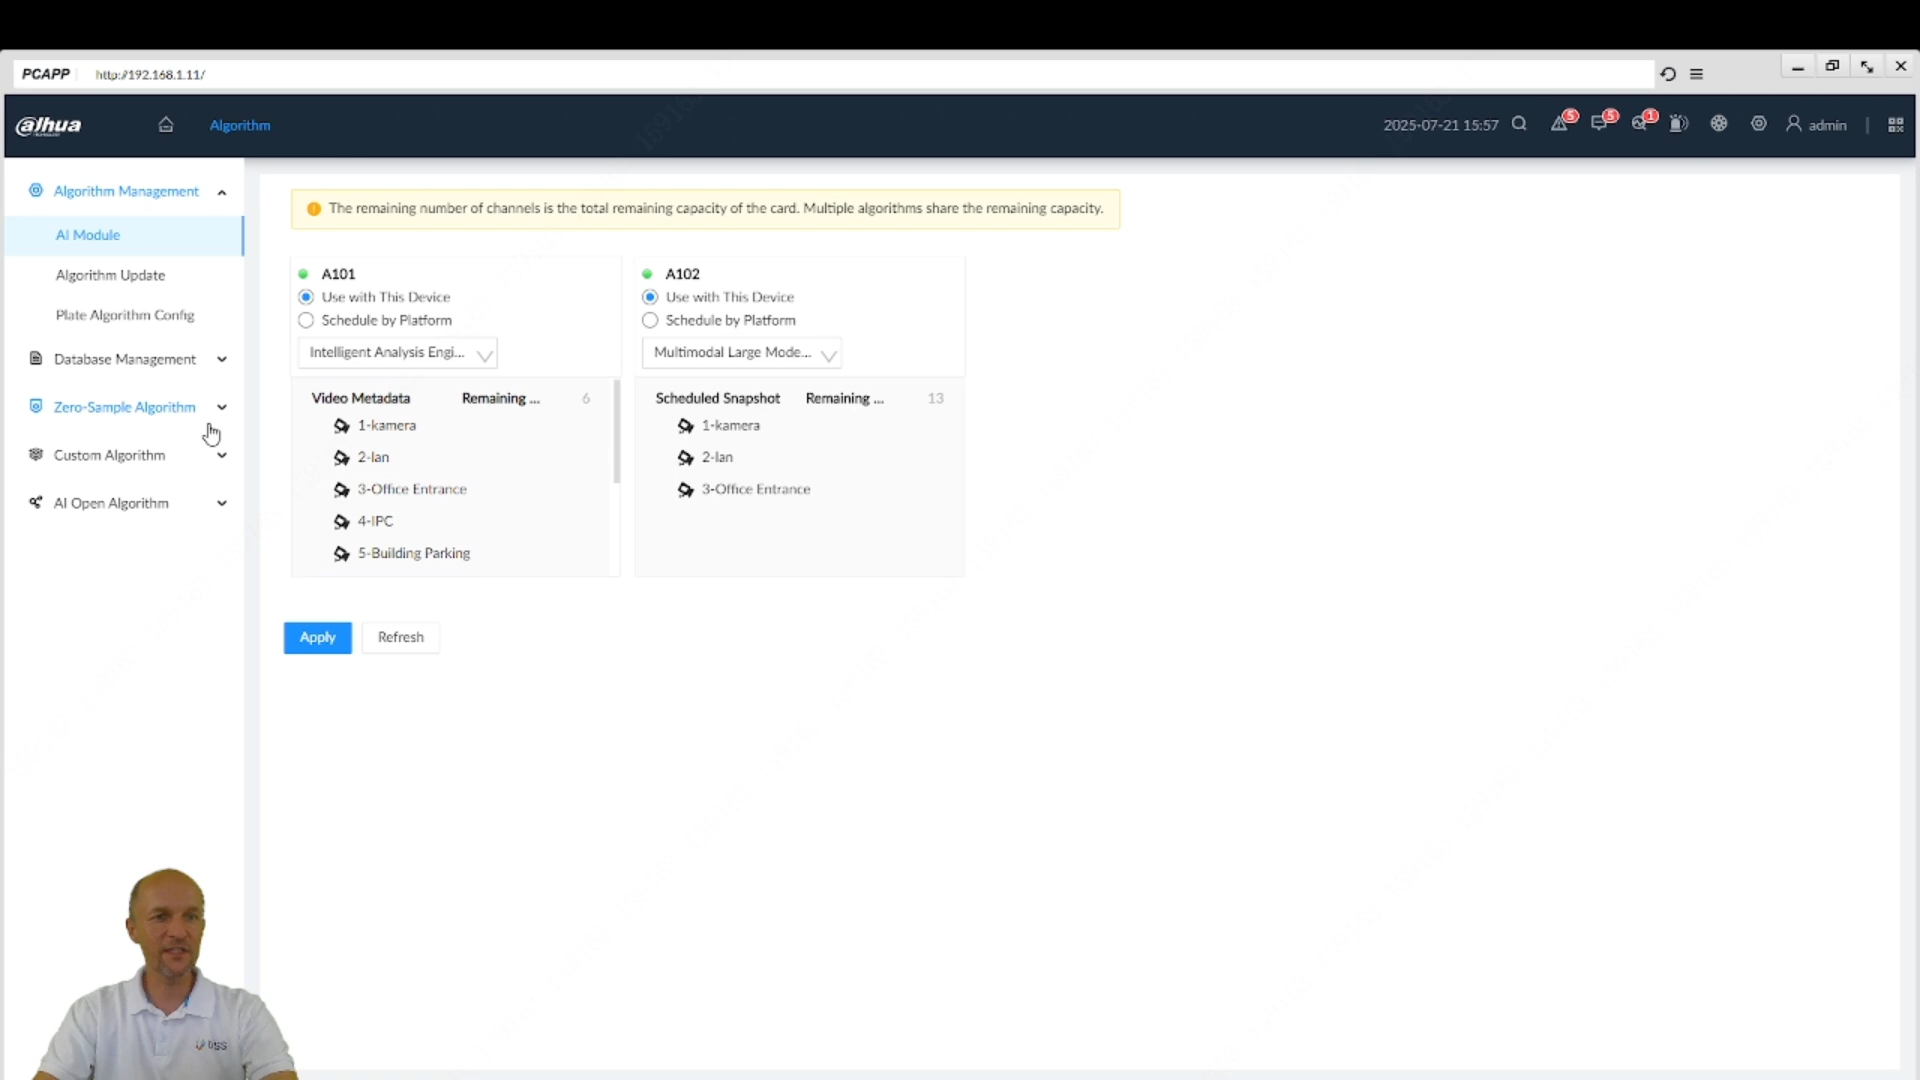 PCAPP http://192.168.1.11/
alhua
TECHNOLOGY
Algorithm
2025-07-21 15:57
5
5
1
admin
Algorithm Management
AI Module
Algorithm Update
Plate Algorithm Config
Database Management
Zero-Sample Algorithm
Custom Algorithm
AI Open Algorithm
The remaining number of channels is the total remaining capacity of the card. Multiple algorithms share the remaining capacity.
A101
Use with This Device
Schedule by Platform
Intelligent Analysis Engi...
Video Metadata Remaining ... 6
1-kamera
2-lan
3-Office Entrance
4-IPC
5-Building Parking
A102
Use with This Device
Schedule by Platform
Multimodal Large Mode...
Scheduled Snapshot Remaining ... 13
1-kamera
2-lan
3-Office Entrance
Apply Refresh